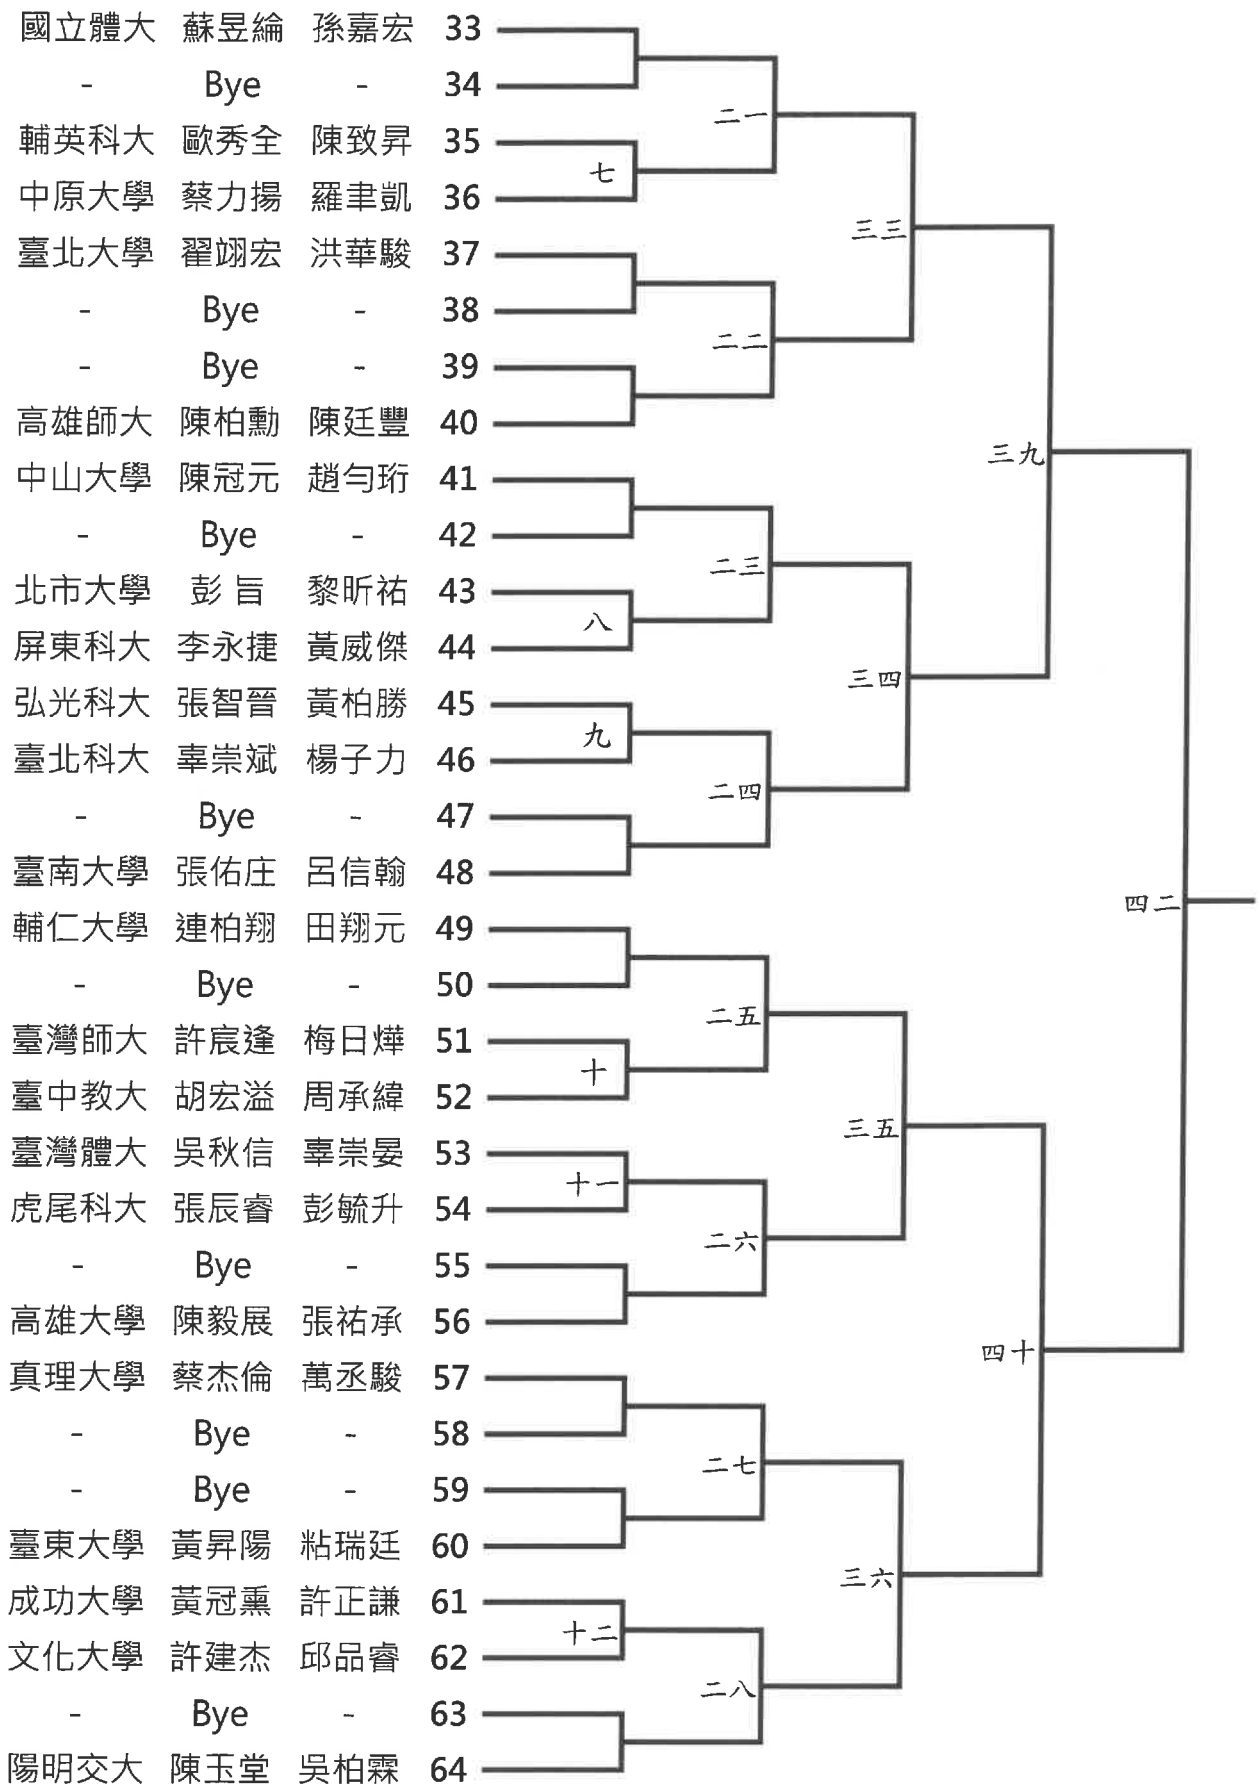 國立體大 蘇昱綸 孫嘉宏 33
- Bye - 34
二一
輔英科大 歐秀全 陳致昇 35
七
中原大學 蔡力揚 羅聿凱 36
三三
臺北大學 翟翊宏 洪華駿 37
- Bye - 38
二二
- Bye - 39
高雄師大 陳柏勳 陳廷豐 40
三九
中山大學 陳冠元 趙勻珩 41
- Bye - 42
二三
北市大學 彭旨 黎昕祐 43
八
屏東科大 李永捷 黃威傑 44
三四
弘光科大 張智晉 黃柏勝 45
九
臺北科大 辜崇斌 楊子力 46
二四
- Bye - 47
臺南大學 張佑庄 呂信翰 48
四二
輔仁大學 連柏翔 田翔元 49
- Bye - 50
二五
臺灣師大 許宸逢 梅日燁 51
十
臺中教大 胡宏溢 周承緯 52
三五
臺灣體大 吳秋信 辜崇晏 53
十一
虎尾科大 張辰睿 彭毓升 54
二六
- Bye - 55
高雄大學 陳毅展 張祐承 56
四十
真理大學 蔡杰倫 萬丞駿 57
- Bye - 58
二七
- Bye - 59
臺東大學 黃昇陽 粘瑞廷 60
三六
成功大學 黃冠熏 許正謙 61
十二
文化大學 許建杰 邱品睿 62
二八
- Bye - 63
陽明交大 陳玉堂 吳柏霖 64